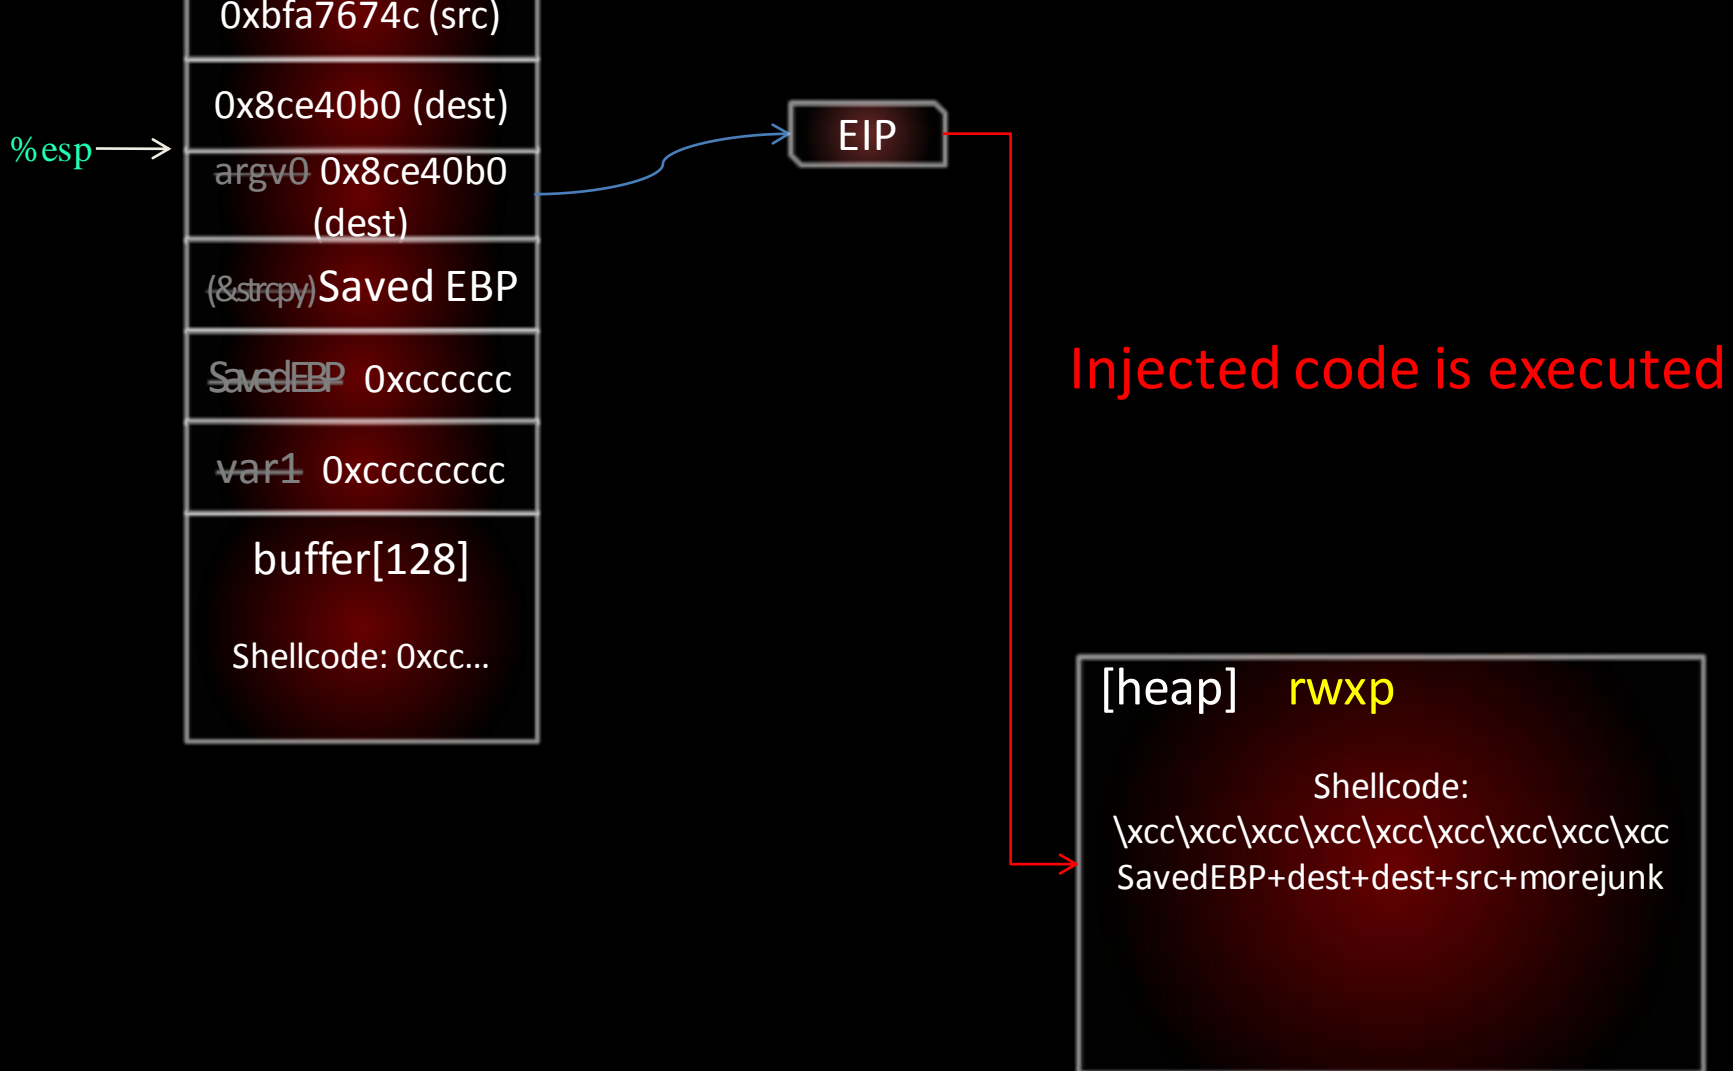 0xbfa7674c (src)
0x8ce40b0 (dest)
%esp
argv0 0x8ce40b0
(dest)
EIP
(&strcpy) Saved EBP
SavedEBP 0xcccccc
var1 0xcccccccc
buffer[128]
Shellcode: 0xcc...
Injected code is executed
[heap] rwxp
Shellcode:
\xcc\xcc\xcc\xcc\xcc\xcc\xcc\xcc\xcc
SavedEBP+dest+dest+src+morejunk